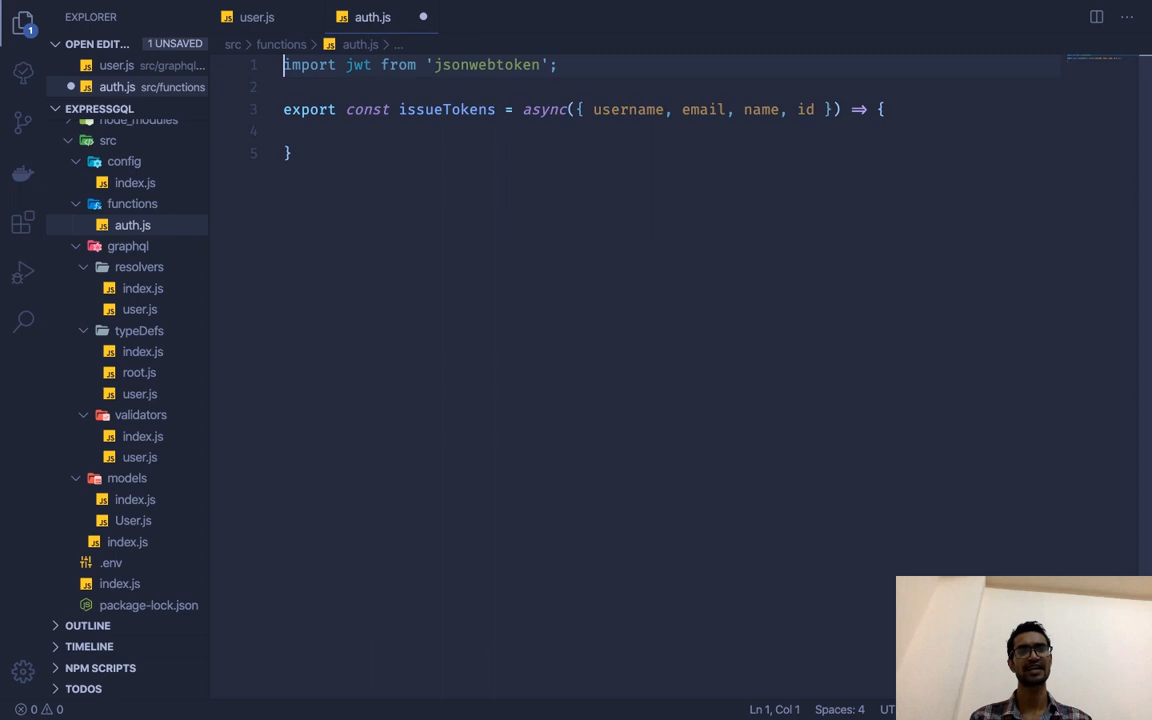 EXPLORER
user.js
auth.js
OPEN EDIT... 1 UNSAVED
user.js src/graphql...
auth.js src/functions
EXPRESSGQL
node_modules
src
config
index.js
functions
auth.js
graphql
resolvers
index.js
user.js
typeDefs
index.js
root.js
user.js
validators
index.js
user.js
models
index.js
User.js
index.js
.env
index.js
package-lock.json
OUTLINE
TIMELINE
NPM SCRIPTS
TODOS
src > functions > auth.js > ...
1 import jwt from 'jsonwebtoken';
2
3 export const issueTokens = async({ username, email, name, id }) => {
4
5 }
1
0 0
Ln 1, Col 1 Spaces: 4 UT